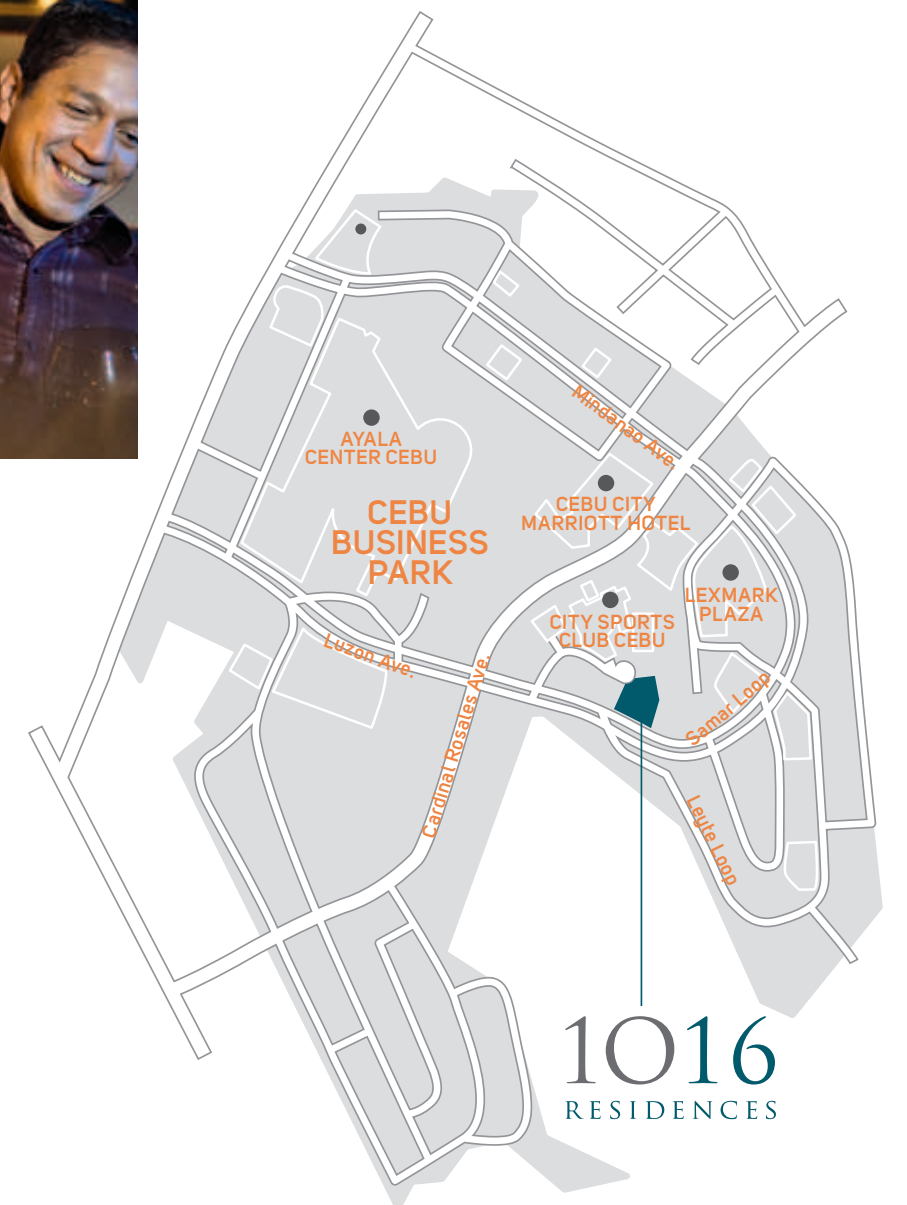 Mindanao Ave.
AYALA
CENTER CEBU
CEBU
BUSINESS
PARK
CEBU CITY
MARRIOTT HOTEL
LEXMARK
PLAZA
CITY SPORTS
CLUB CEBU
Luzon Ave.
Cardinal Rosales Ave.
Samar Loop
Leyte Loop
1016
RESIDENCES